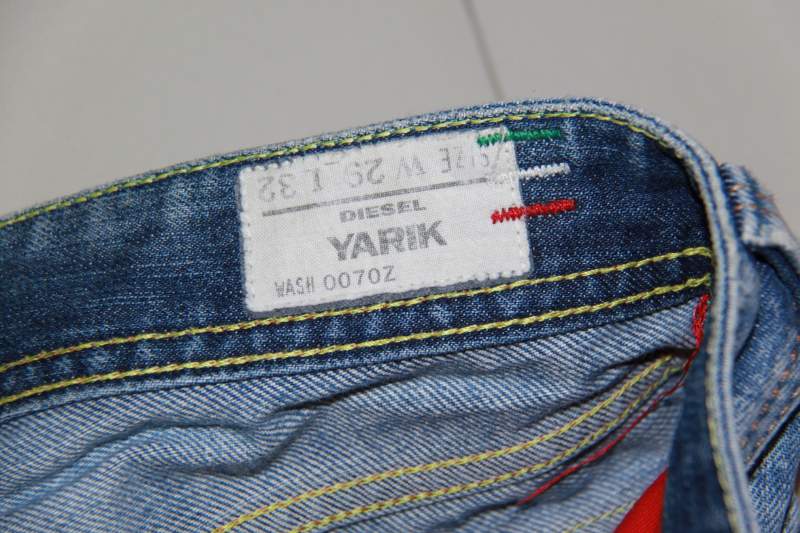 SIZE W 29 L 32
DIESEL
YARIK
WASH 0070Z